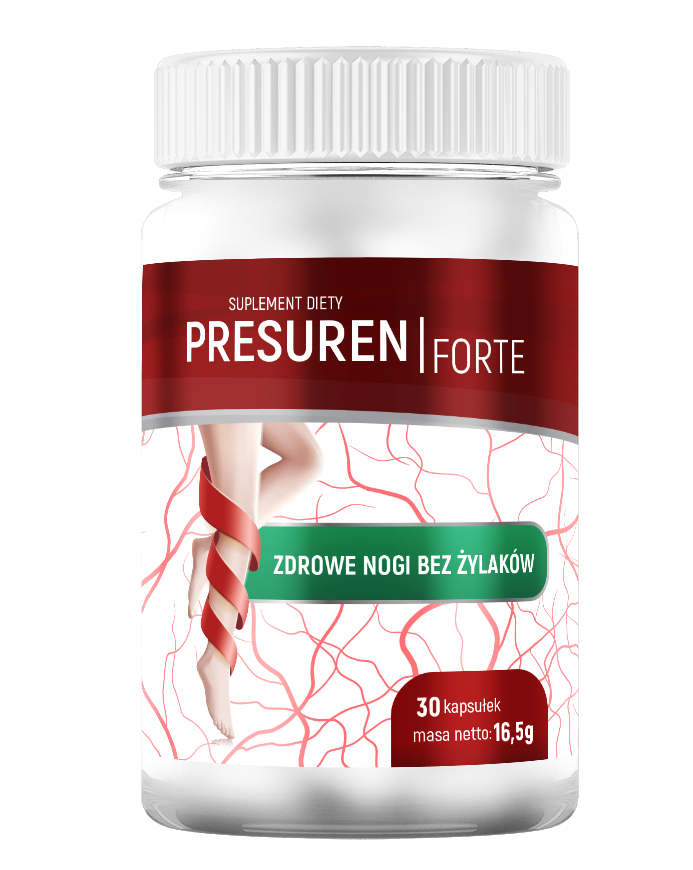 SUPLEMENT DIETY
PRESUREN|FORTE
ZDROWE NOGI BEZ ŻYLAKÓW
30 kapsułek
masa netto: 16,5g